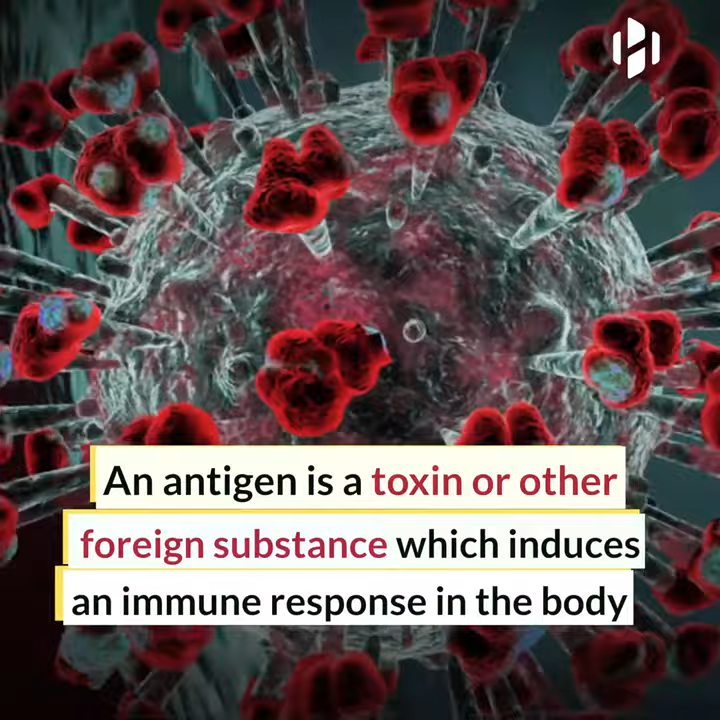 An antigen is a toxin or other
foreign substance which induces
an immune response in the body